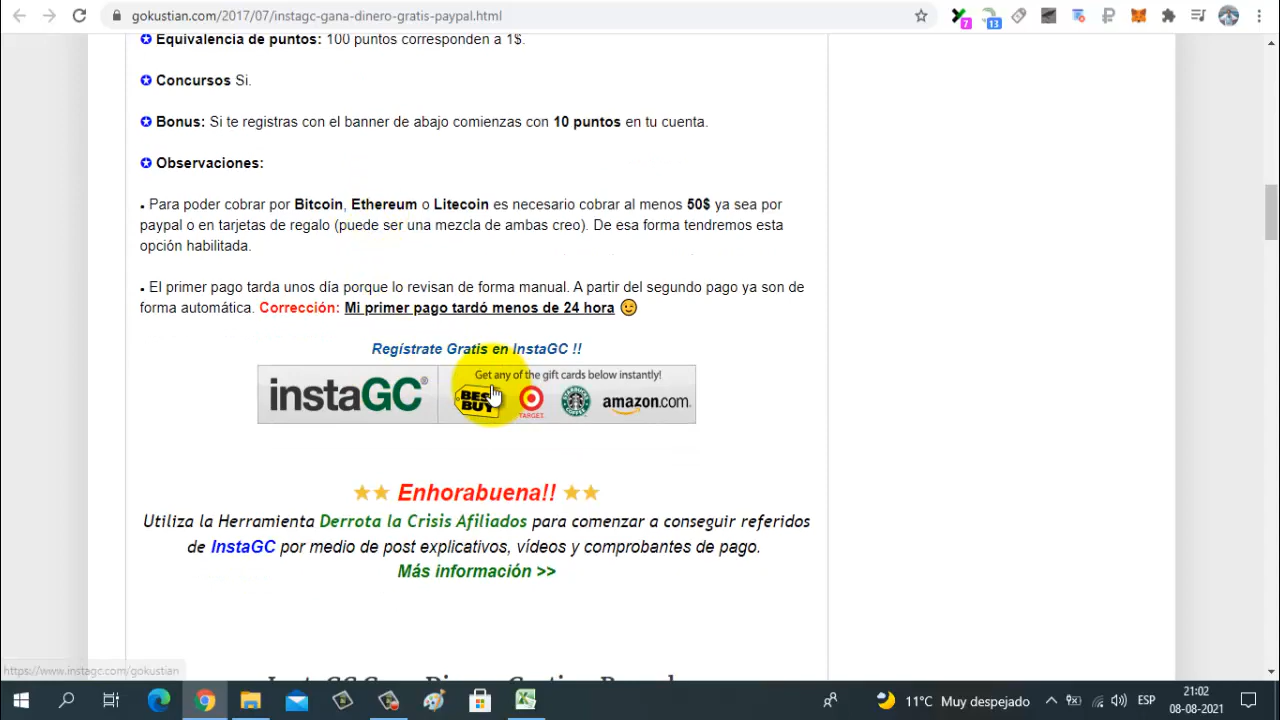 gokustian.com/2017/07/instagc-gana-dinero-gratis-paypal.html
7
13
Equivalencia de puntos: 100 puntos corresponden a 1$.
Concursos Si.
Bonus: Si te registras con el banner de abajo comienzas con 10 puntos en tu cuenta.
Observaciones:
• Para poder cobrar por Bitcoin, Ethereum o Litecoin es necesario cobrar al menos 50$ ya sea por
paypal o en tarjetas de regalo (puede ser una mezcla de ambas creo). De esa forma tendremos esta
opción habilitada.
• El primer pago tarda unos día porque lo revisan de forma manual. A partir del segundo pago ya son de
forma automática. Corrección: Mi primer pago tardó menos de 24 hora
Regístrate Gratis en InstaGC !!
instaGC®
Get any of the gift cards below instantly!
BEST BUY
TARGET
amazon.com.
Enhorabuena!!
Utiliza la Herramienta Derrota la Crisis Afiliados para comenzar a conseguir referidos
de InstaGC por medio de post explicativos, vídeos y comprobantes de pago.
Más información >>
https://www.instagc.com/gokustian
11°C Muy despejado
ESP
21:02
08-08-2021